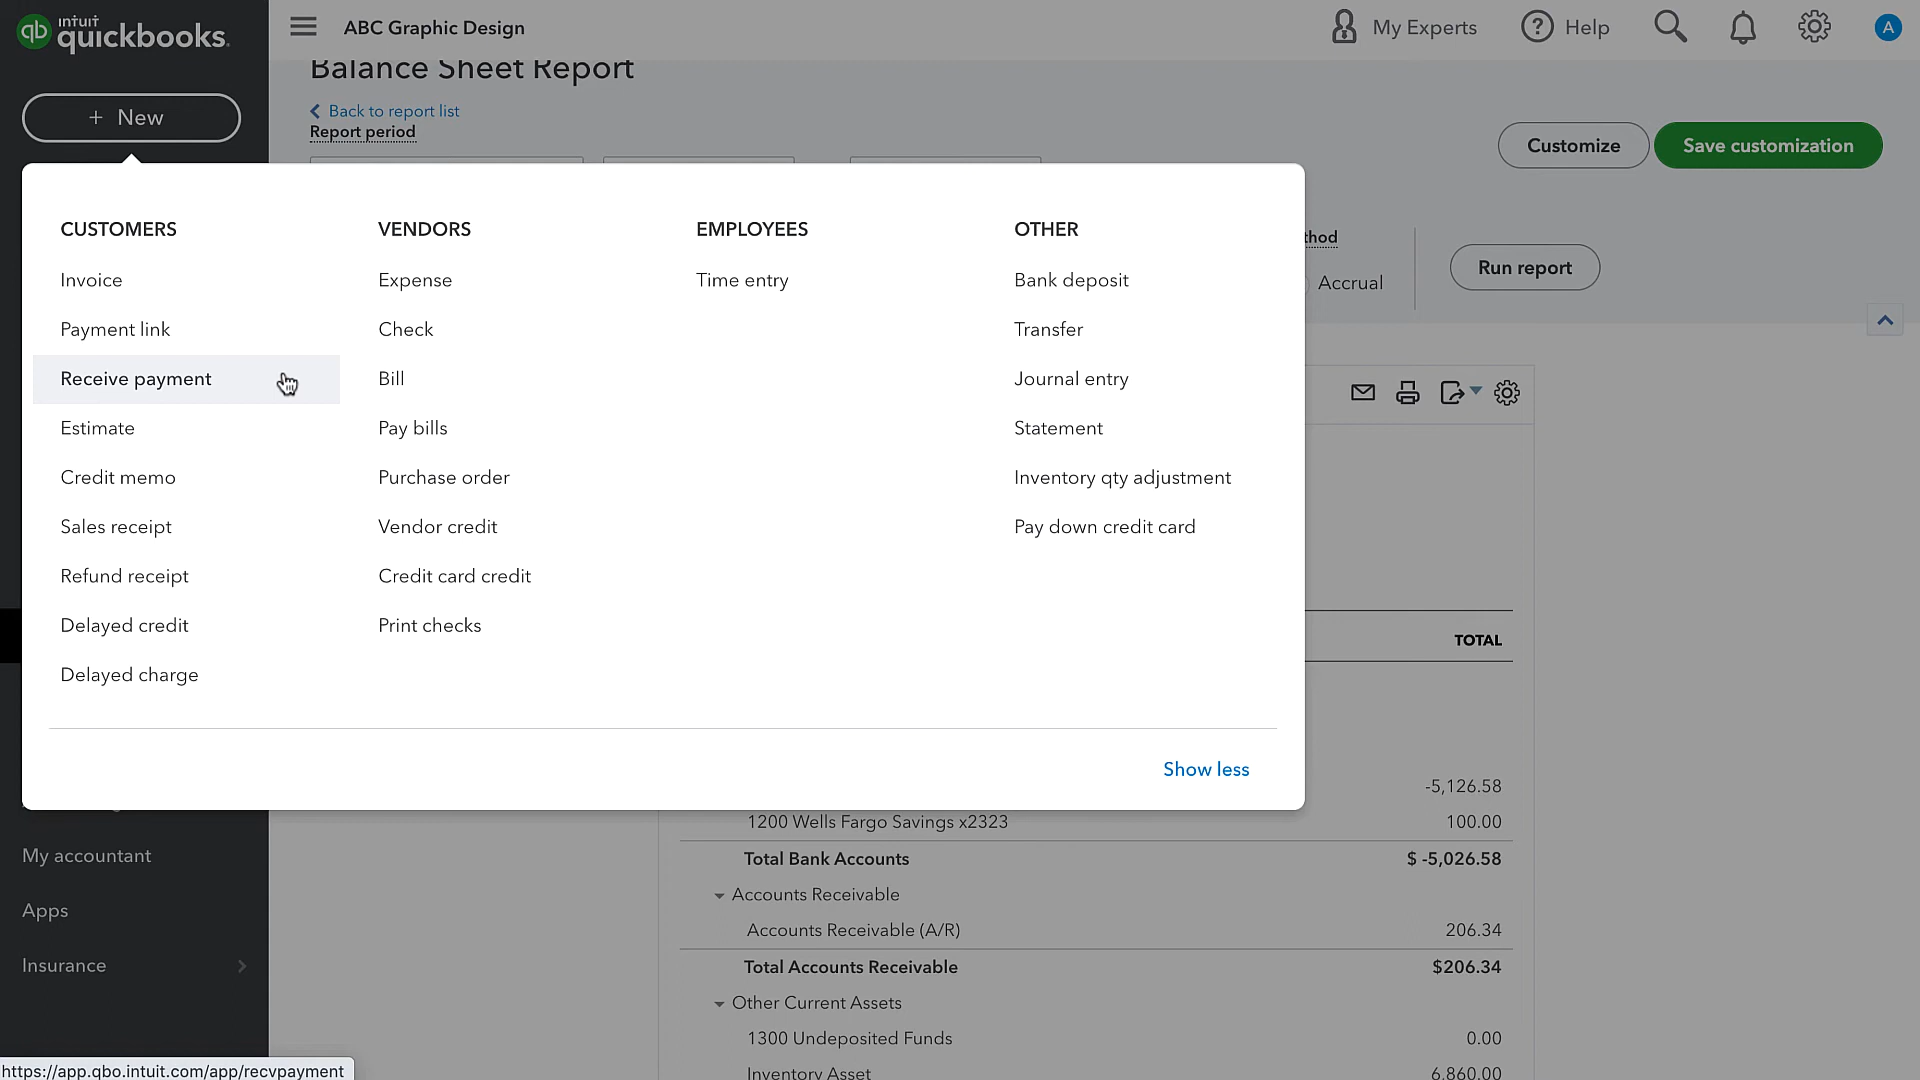 intuit
quickbooks.
ABC Graphic Design
My Experts
Help
A
Balance Sheet Report
+ New
Back to report list
Report period
Customize
Save customization
CUSTOMERS
Invoice
Payment link
Receive payment
Estimate
Credit memo
Sales receipt
Refund receipt
Delayed credit
Delayed charge
VENDORS
Expense
Check
Bill
Pay bills
Purchase order
Vendor credit
Credit card credit
Print checks
EMPLOYEES
Time entry
OTHER
Bank deposit
Transfer
Journal entry
Statement
Inventory qty adjustment
Pay down credit card
Show less
thod
Accrual
Run report
TOTAL
-5,126.58
1200 Wells Fargo Savings x2323 100.00
Total Bank Accounts $ -5,026.58
Accounts Receivable
Accounts Receivable (A/R) 206.34
Total Accounts Receivable $206.34
Other Current Assets
1300 Undeposited Funds 0.00
Inventory Asset 6,860.00
My accountant
Apps
Insurance
https://app.qbo.intuit.com/app/recvpayment